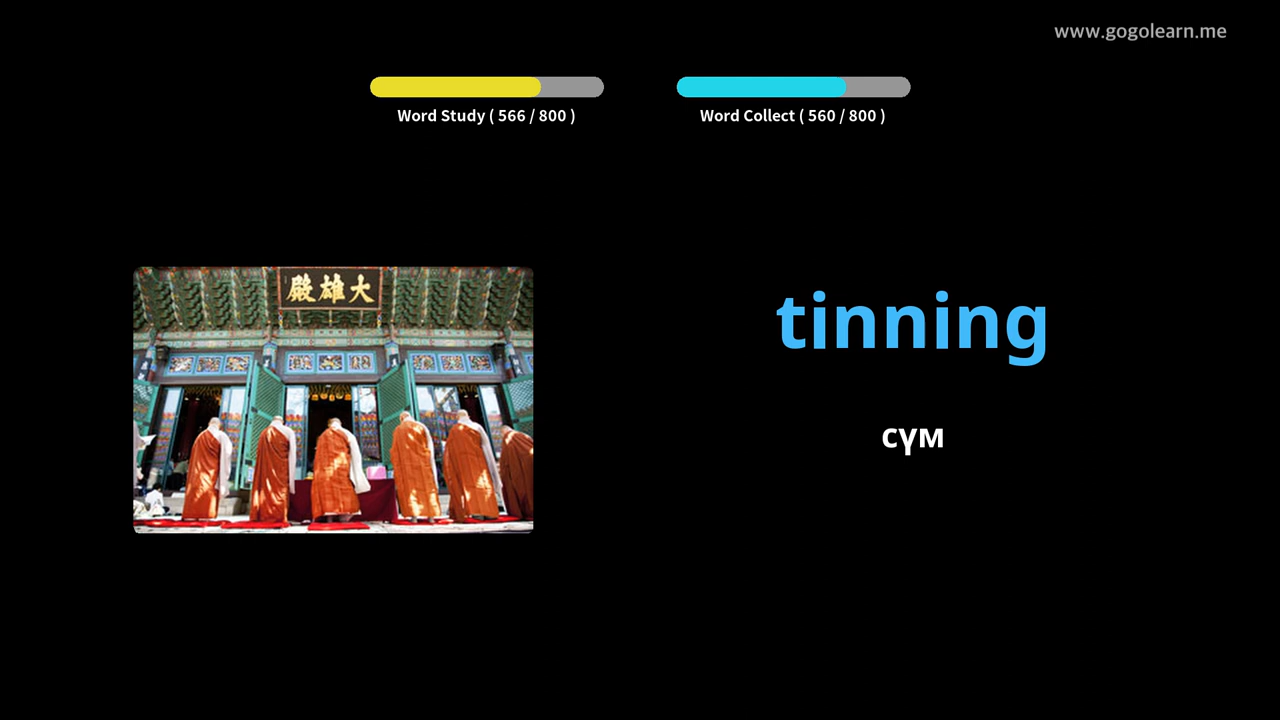 www.gogolearn.me
Word Study ( 566 / 800 )
Word Collect ( 560 / 800 )
殿雄大
tinning
сүм